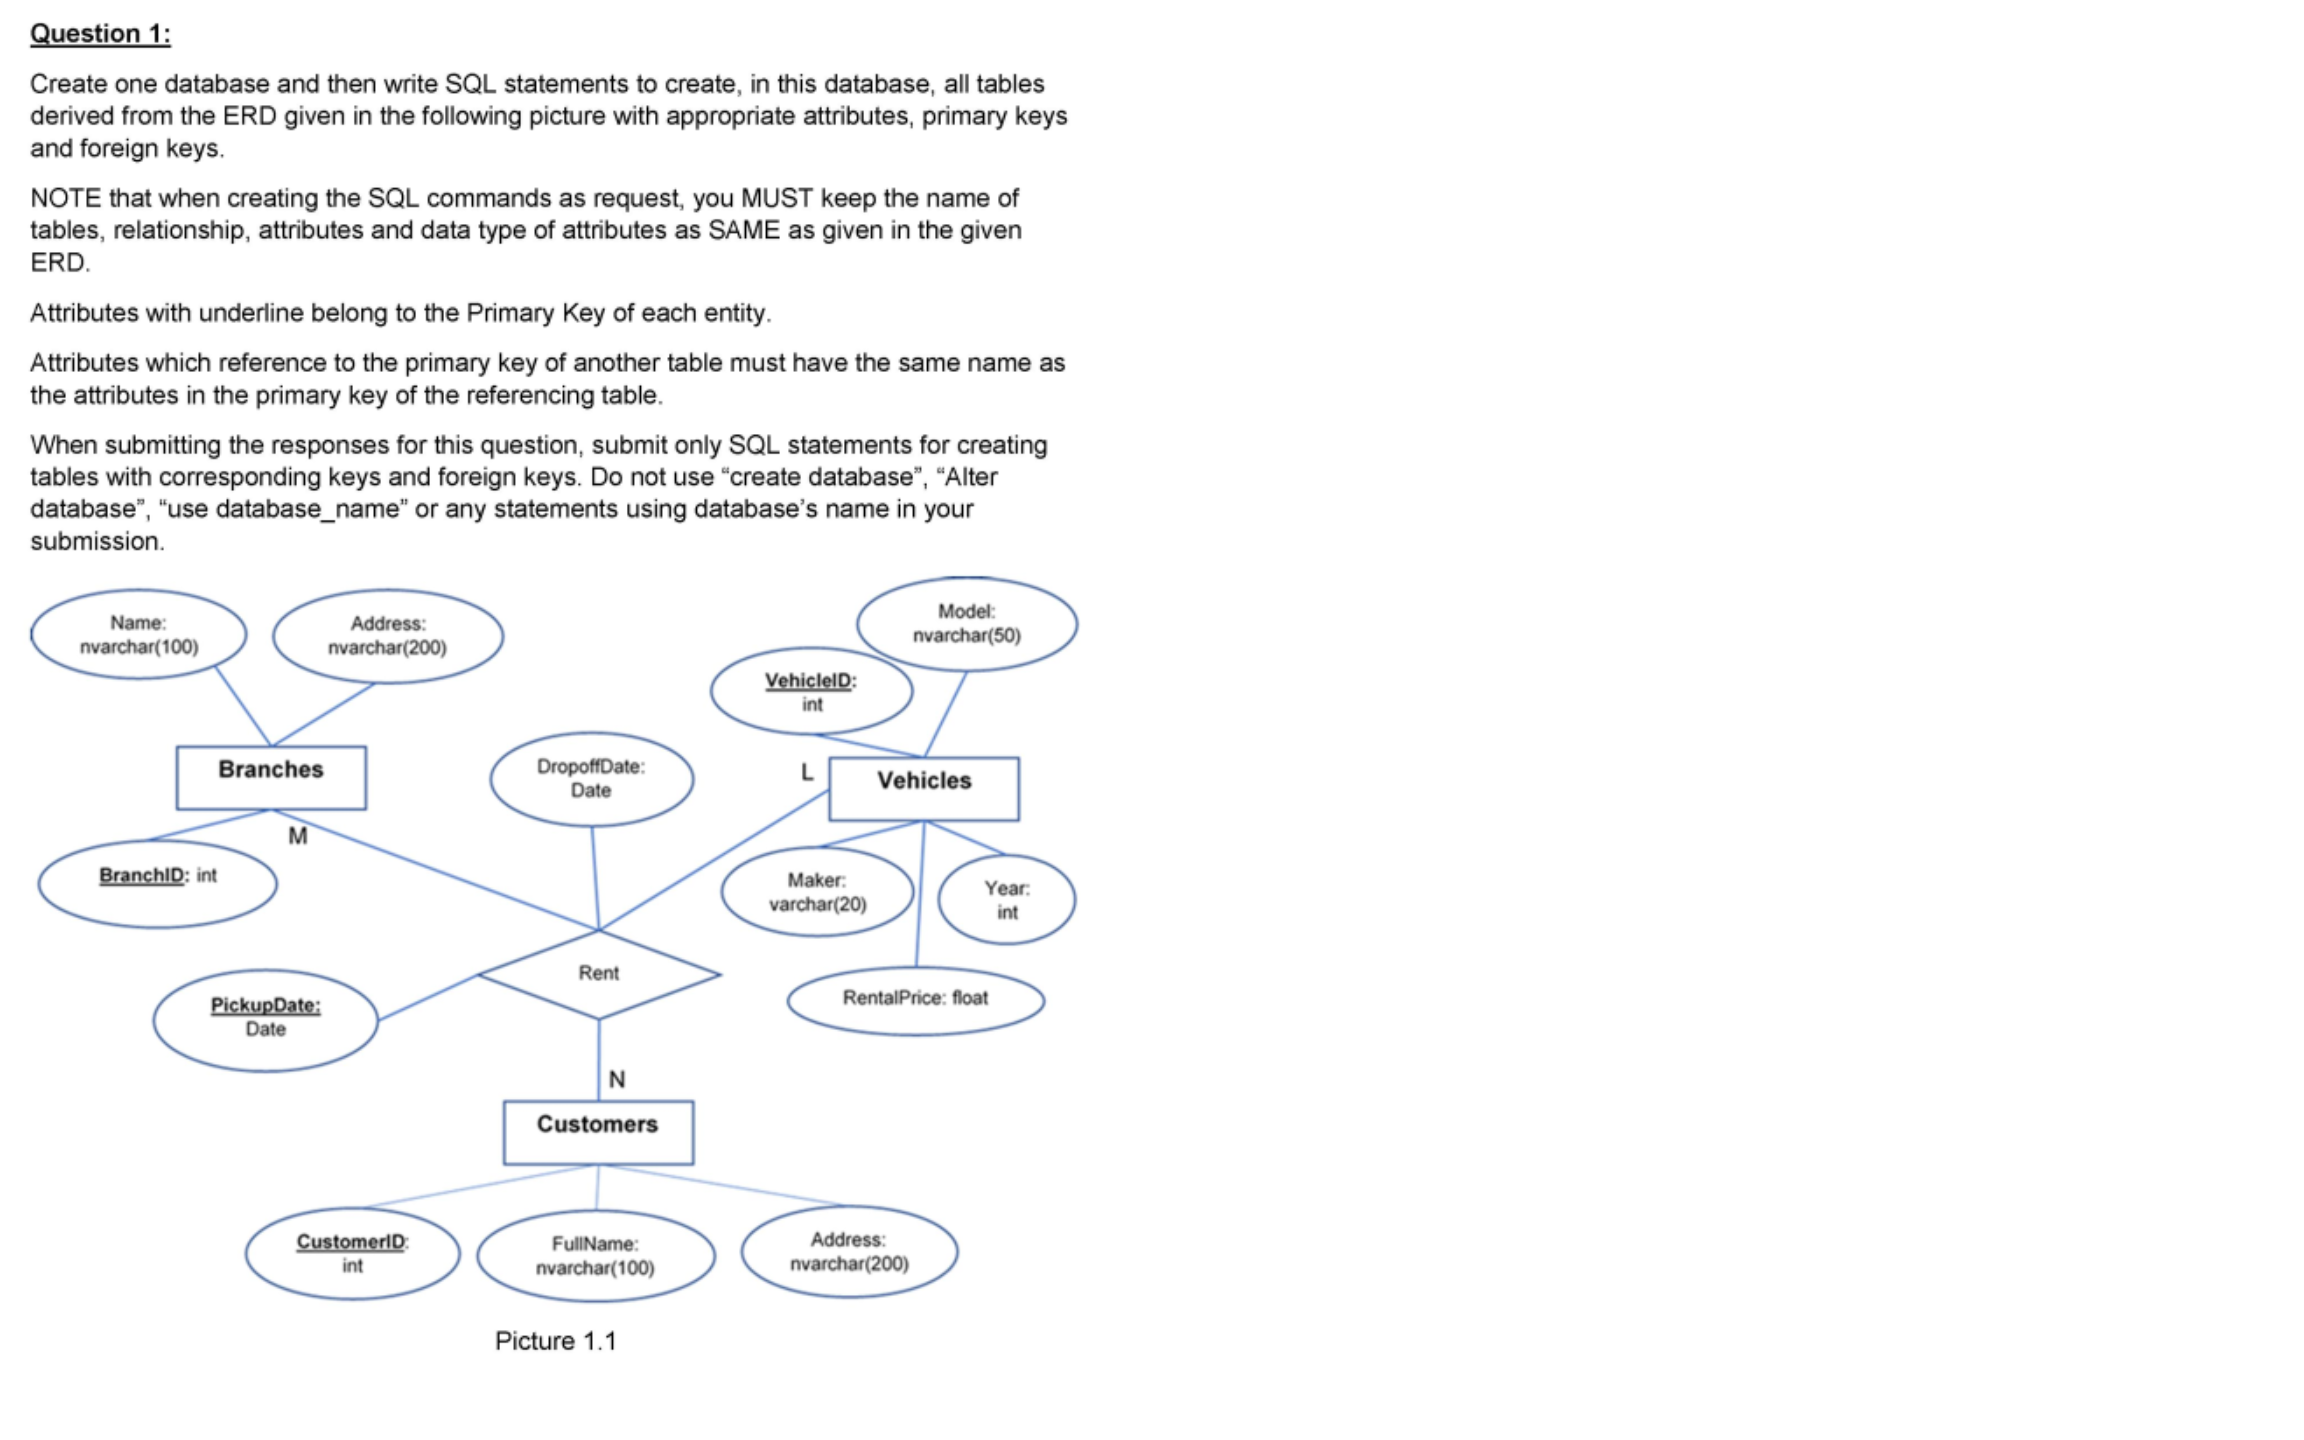 Question 1:
Create one database and then write SQL statements to create, in this database, all tables
derived from the ERD given in the following picture with appropriate attributes, primary keys
and foreign keys.
NOTE that when creating the SQL commands as request, you MUST keep the name of
tables, relationship, attributes and data type of attributes as SAME as given in the given
ERD.
Attributes with underline belong to the Primary Key of each entity.
Attributes which reference to the primary key of another table must have the same name as
the attributes in the primary key of the referencing table.
When submitting the responses for this question, submit only SQL statements for creating
tables with corresponding keys and foreign keys. Do not use “create database”, “Alter
database”, “use database_name” or any statements using database’s name in your
submission.
Name:
nvarchar(100)
Address:
nvarchar(200)
Model:
nvarchar(50)
VehicleID:
int
Branches
DropoffDate:
Date
L
Vehicles
M
BranchID: int
Maker:
varchar(20)
Year:
int
Rent
PickupDate:
Date
RentalPrice: float
N
Customers
CustomerID:
int
FullName:
nvarchar(100)
Address:
nvarchar(200)
Picture 1.1